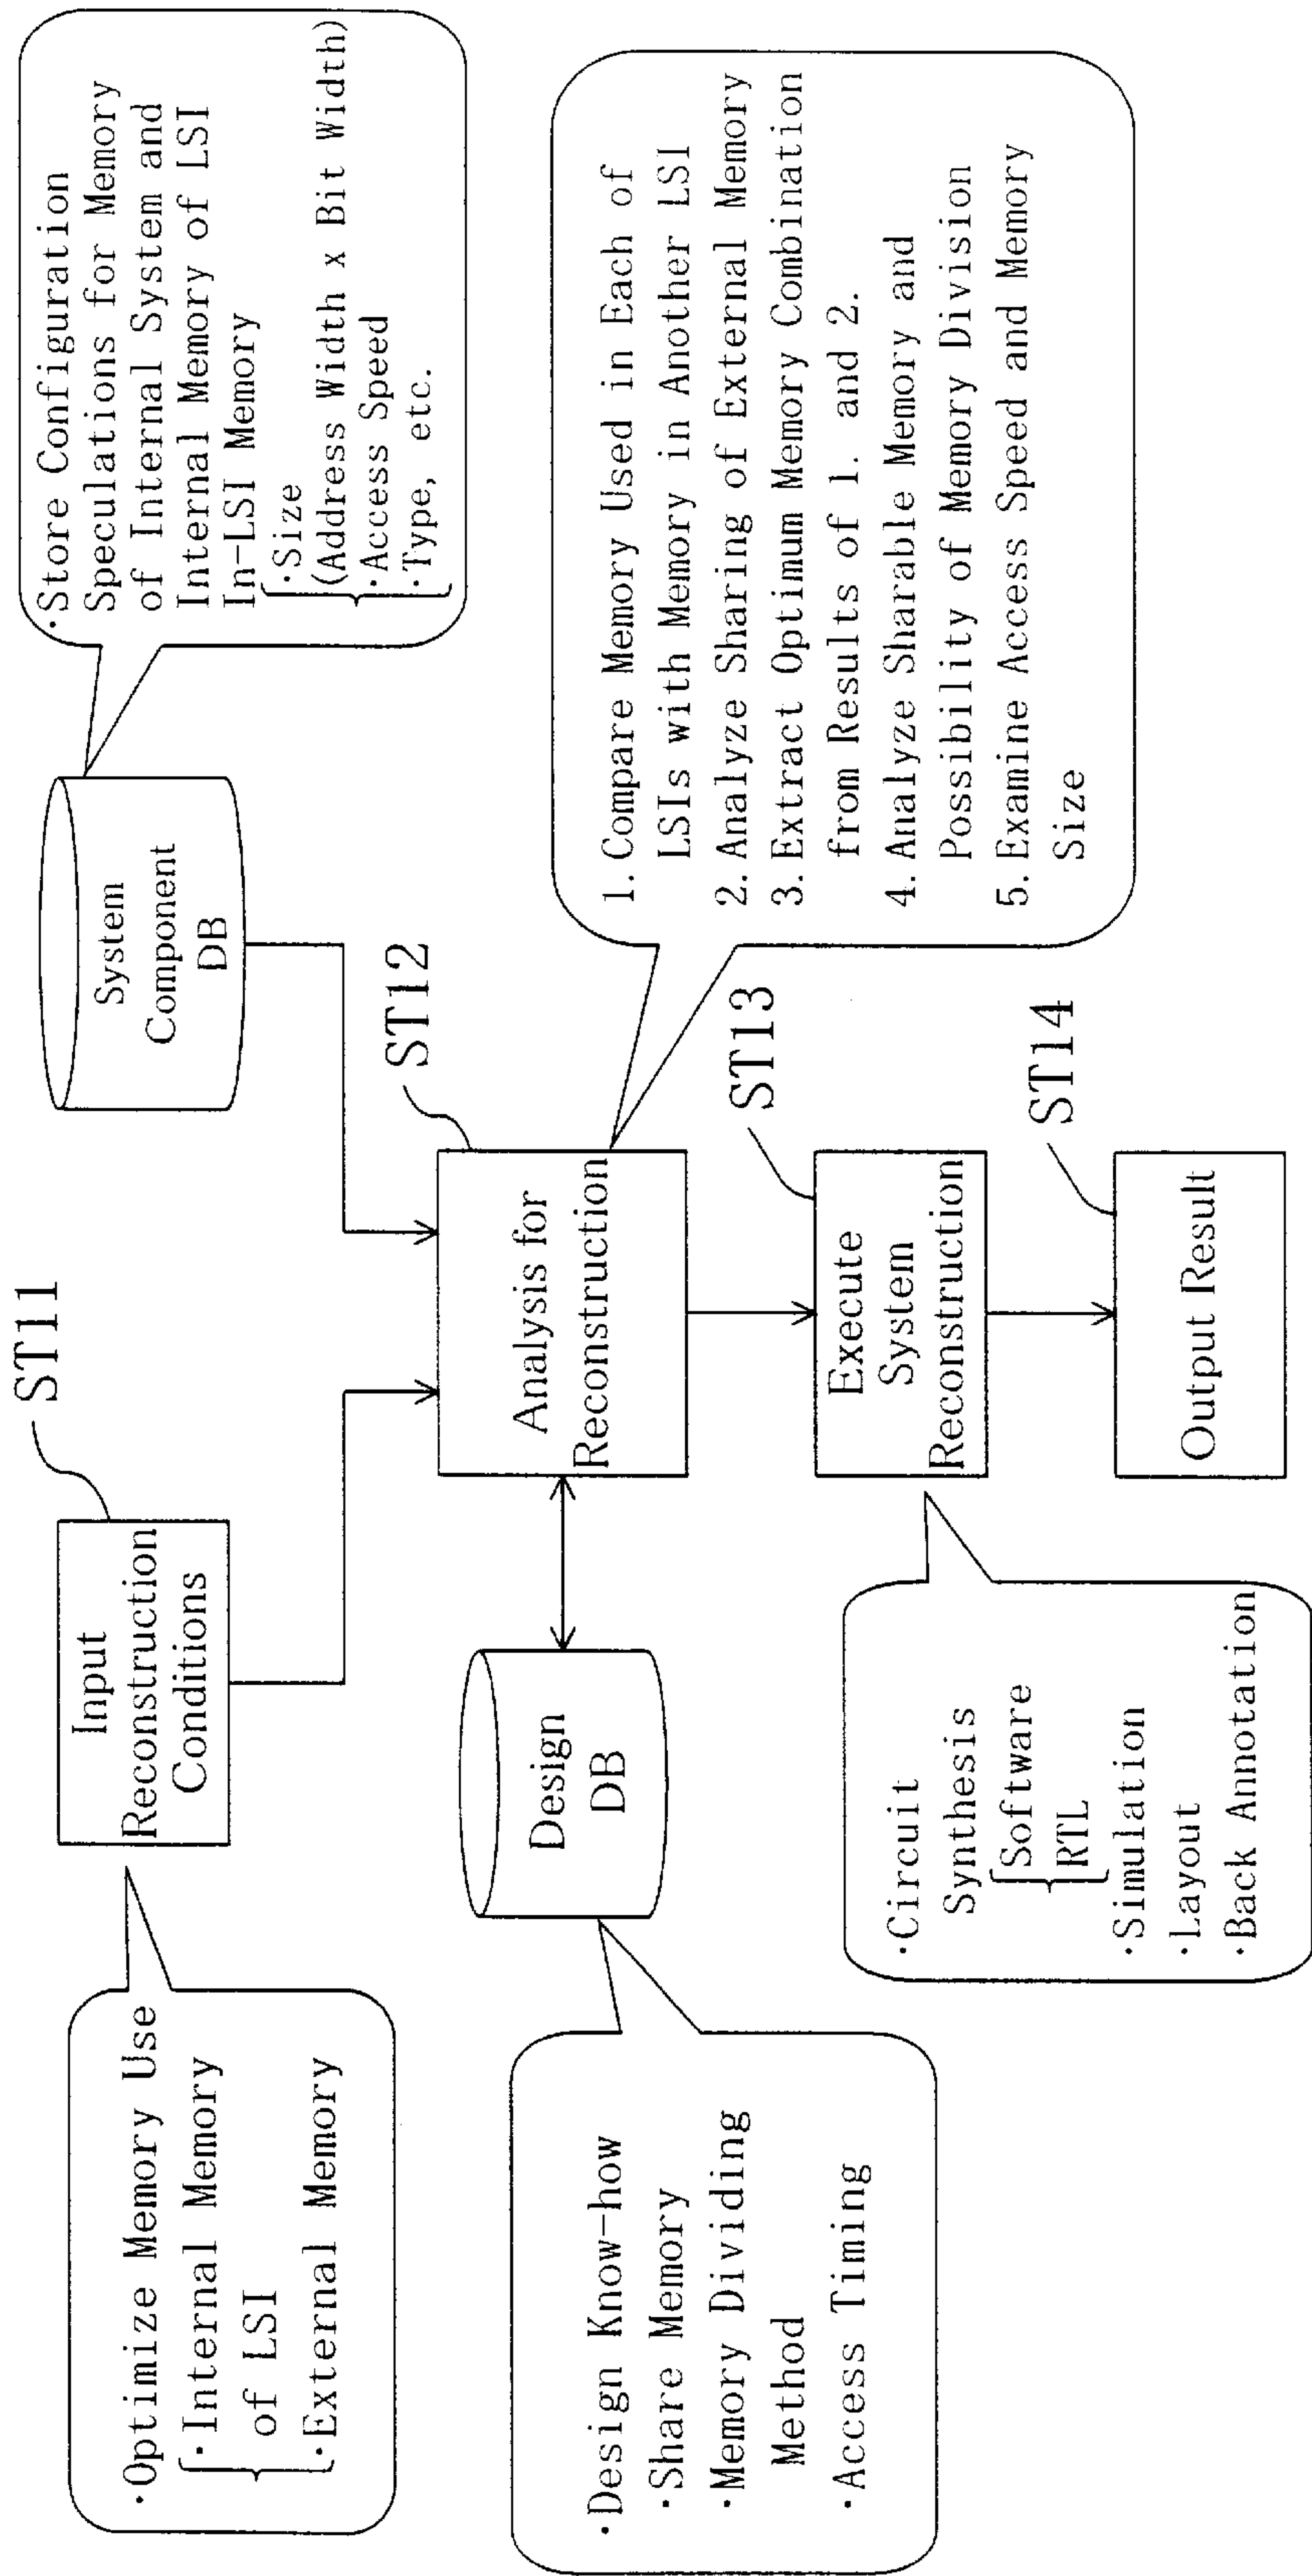 ·Optimize Memory Use
·Internal Memory
of LSI
·External Memory
Input
Reconstruction
Conditions
ST11
System
Component
DB
·Store Configuration
Speculations for Memory
of Internal System and
Internal Memory of LSI
In-LSI Memory
·Size
(Address Width x Bit Width)
·Access Speed
·Type, etc.
·Design Know-how
·Share Memory
·Memory Dividing
Method
·Access Timing
Design
DB
Analysis for
Reconstruction
ST12
1. Compare Memory Used in Each of
LSIs with Memory in Another LSI
2. Analyze Sharing of External Memory
3. Extract Optimum Memory Combination
from Results of 1. and 2.
4. Analyze Sharable Memory and
Possibility of Memory Division
5. Examine Access Speed and Memory
Size
·Circuit
Synthesis
Software
RTL
·Simulation
·Layout
·Back Annotation
Execute
System
Reconstruction
ST13
Output Result
ST14